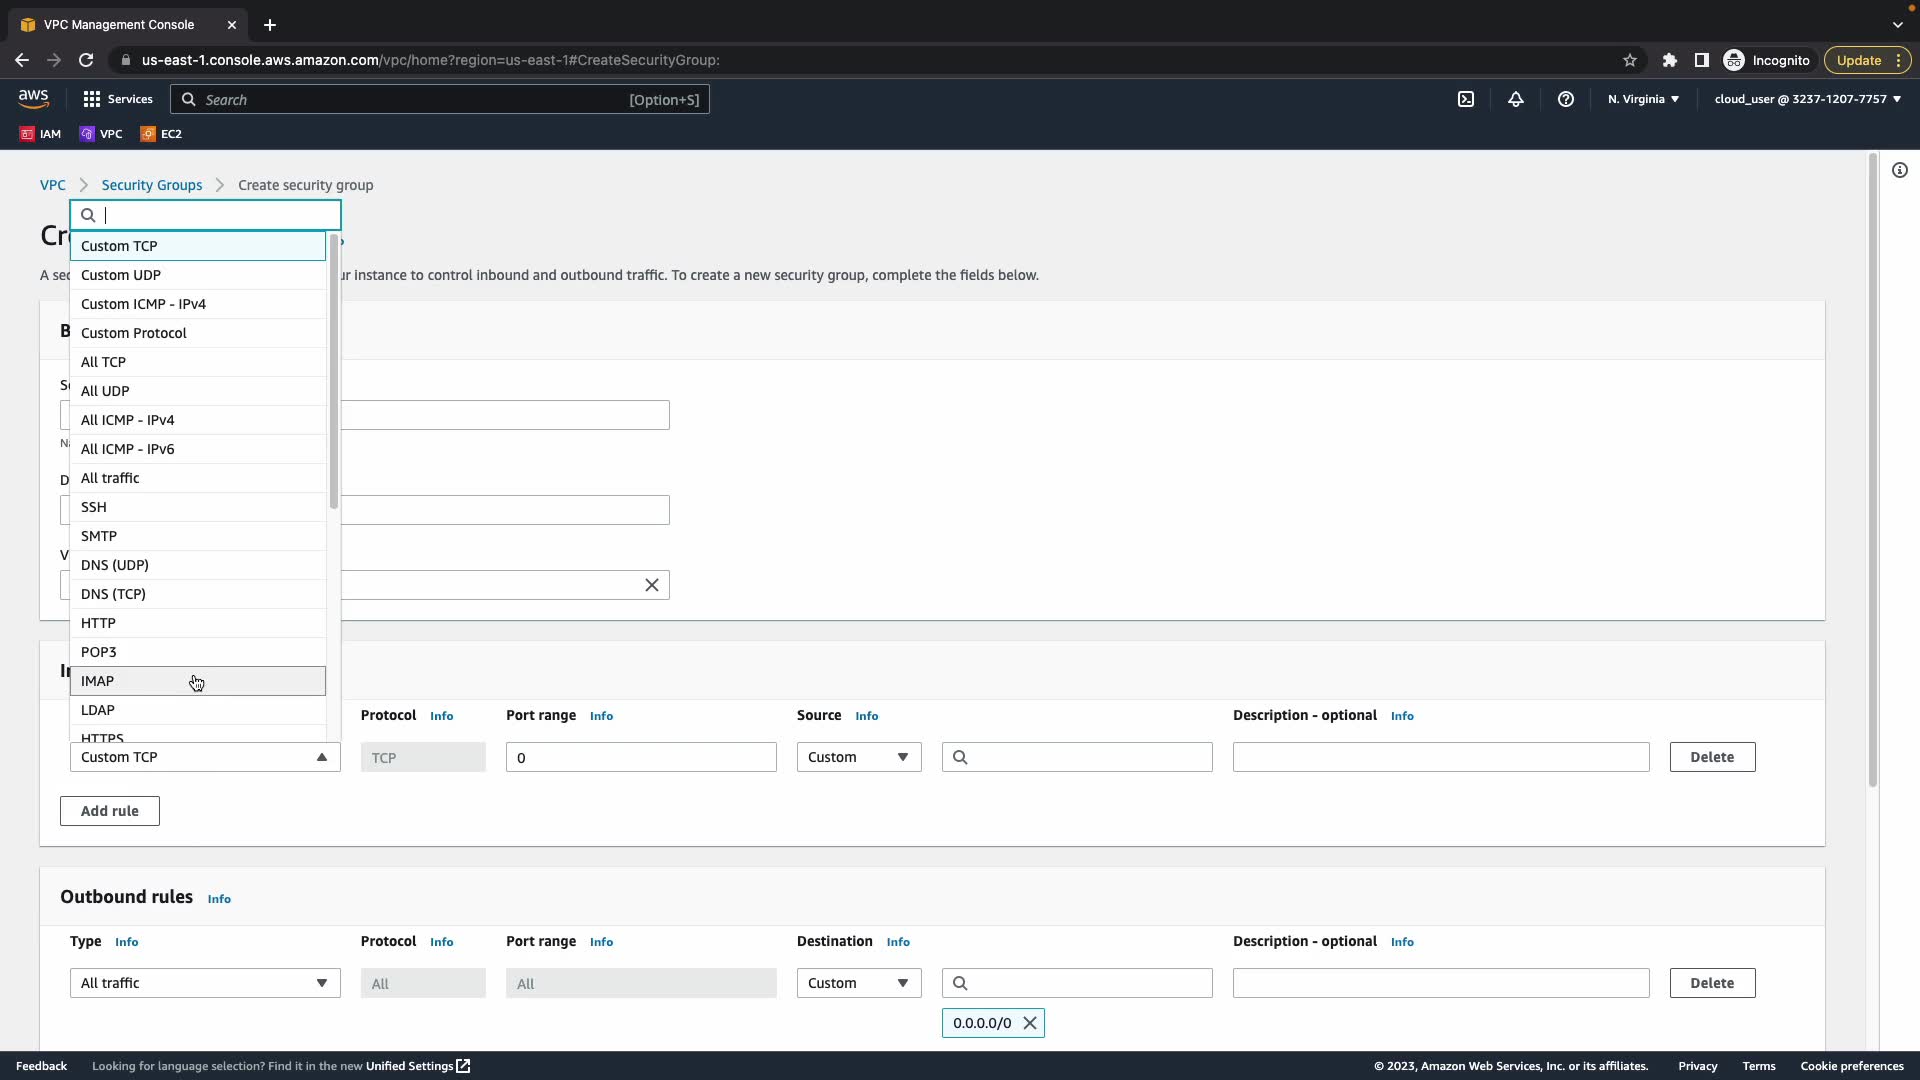 VPC Management Console
us-east-1.console.aws.amazon.com/vpc/home?region=us-east-1#CreateSecurityGroup:
Incognito
Update
aws
Services
Search
[Option+S]
N. Virginia
cloud_user @ 3237-1207-7757
IAM
VPC
EC2
VPC
Security Groups
Create security group
Cr
A sec
ur instance to control inbound and outbound traffic. To create a new security group, complete the fields below.
Custom TCP
Custom UDP
Custom ICMP - IPv4
Custom Protocol
All TCP
All UDP
All ICMP - IPv4
All ICMP - IPv6
All traffic
SSH
SMTP
DNS (UDP)
DNS (TCP)
HTTP
POP3
IMAP
LDAP
HTTPS
B
Se
Na
D
V
In
Protocol Info
Port range Info
Source Info
Description - optional Info
Custom TCP
TCP
0
Custom
Delete
Add rule
Outbound rules Info
Type Info
Protocol Info
Port range Info
Destination Info
Description - optional Info
All traffic
All
All
Custom
Delete
0.0.0.0/0
Feedback
Looking for language selection? Find it in the new Unified Settings
© 2023, Amazon Web Services, Inc. or its affiliates.
Privacy
Terms
Cookie preferences